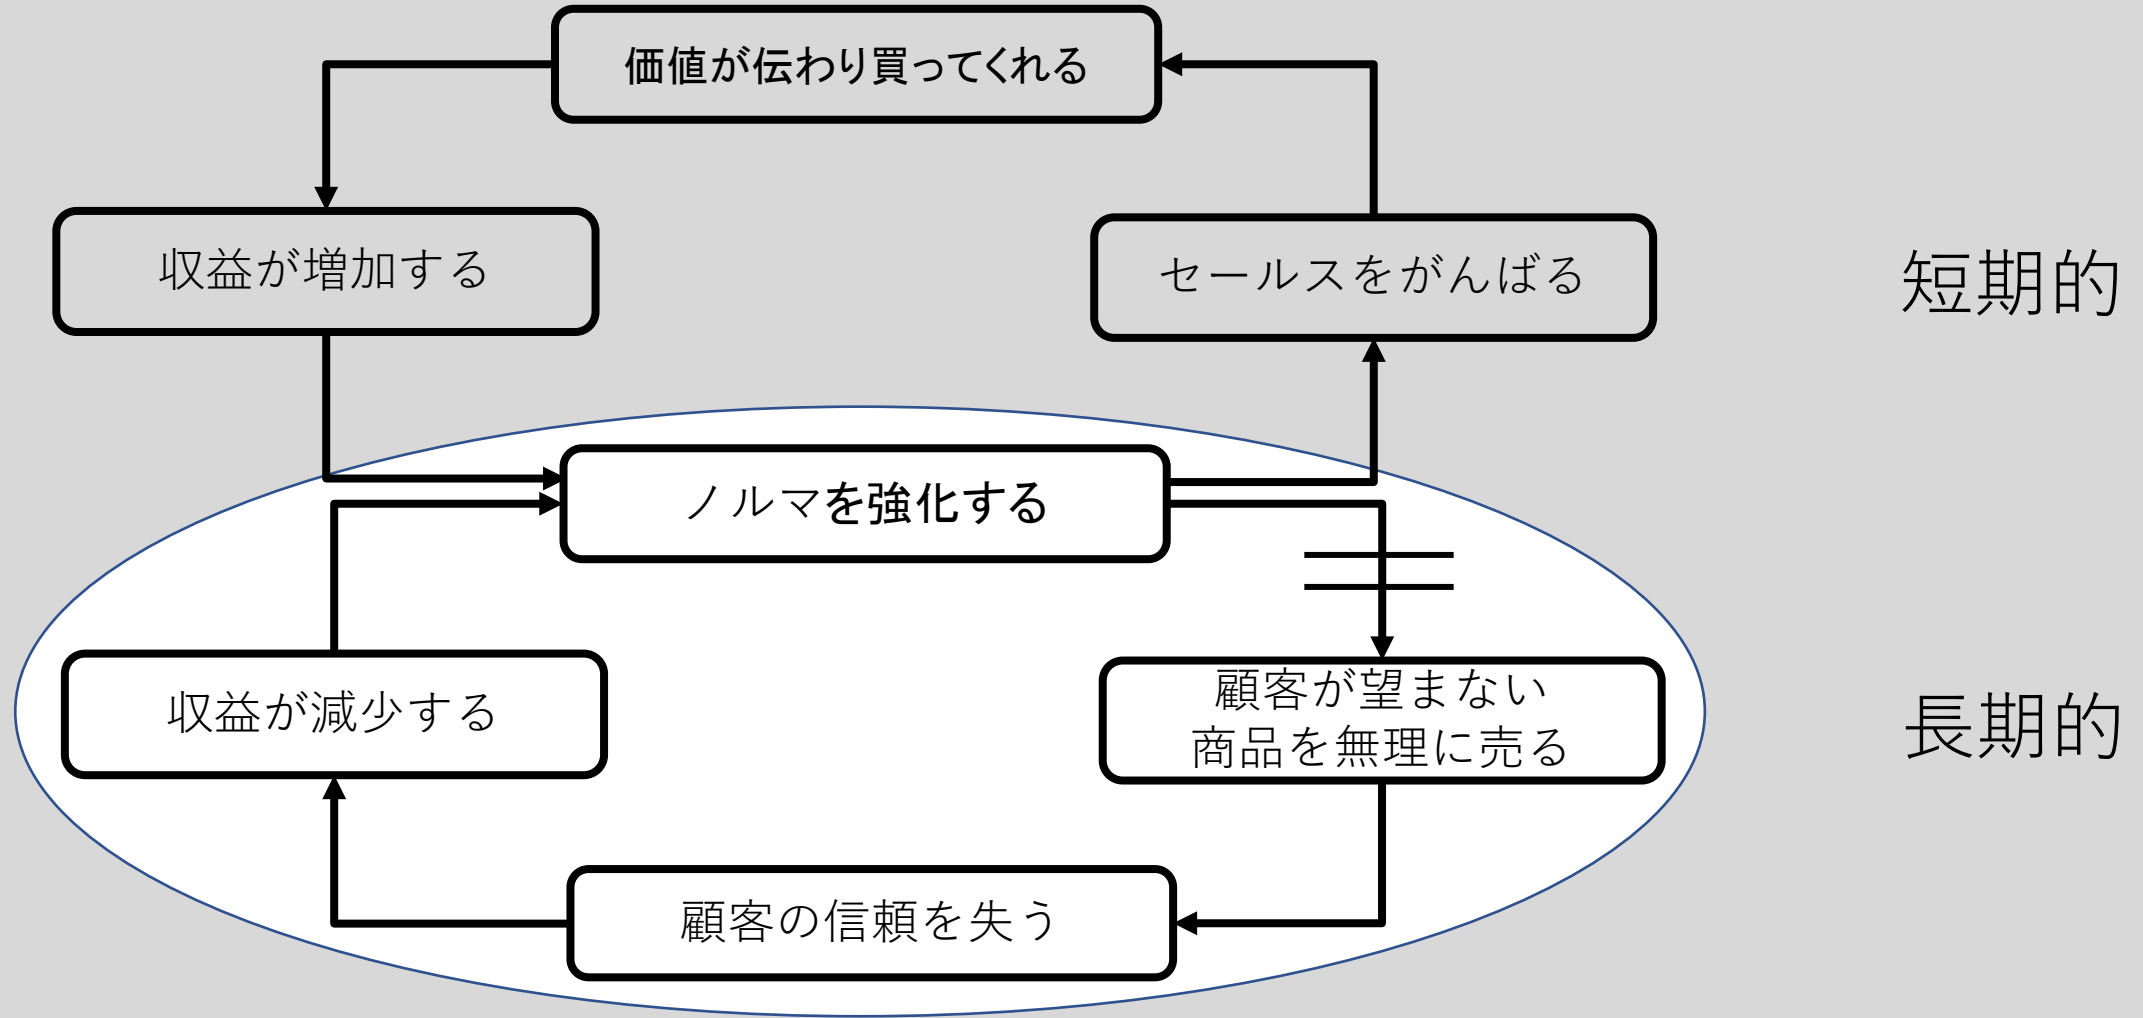 価値が伝わり買ってくれる
収益が増加する
セールスをがんばる
短期的
ノルマを強化する
収益が減少する
顧客が望まない
商品を無理に売る
長期的
顧客の信頼を失う